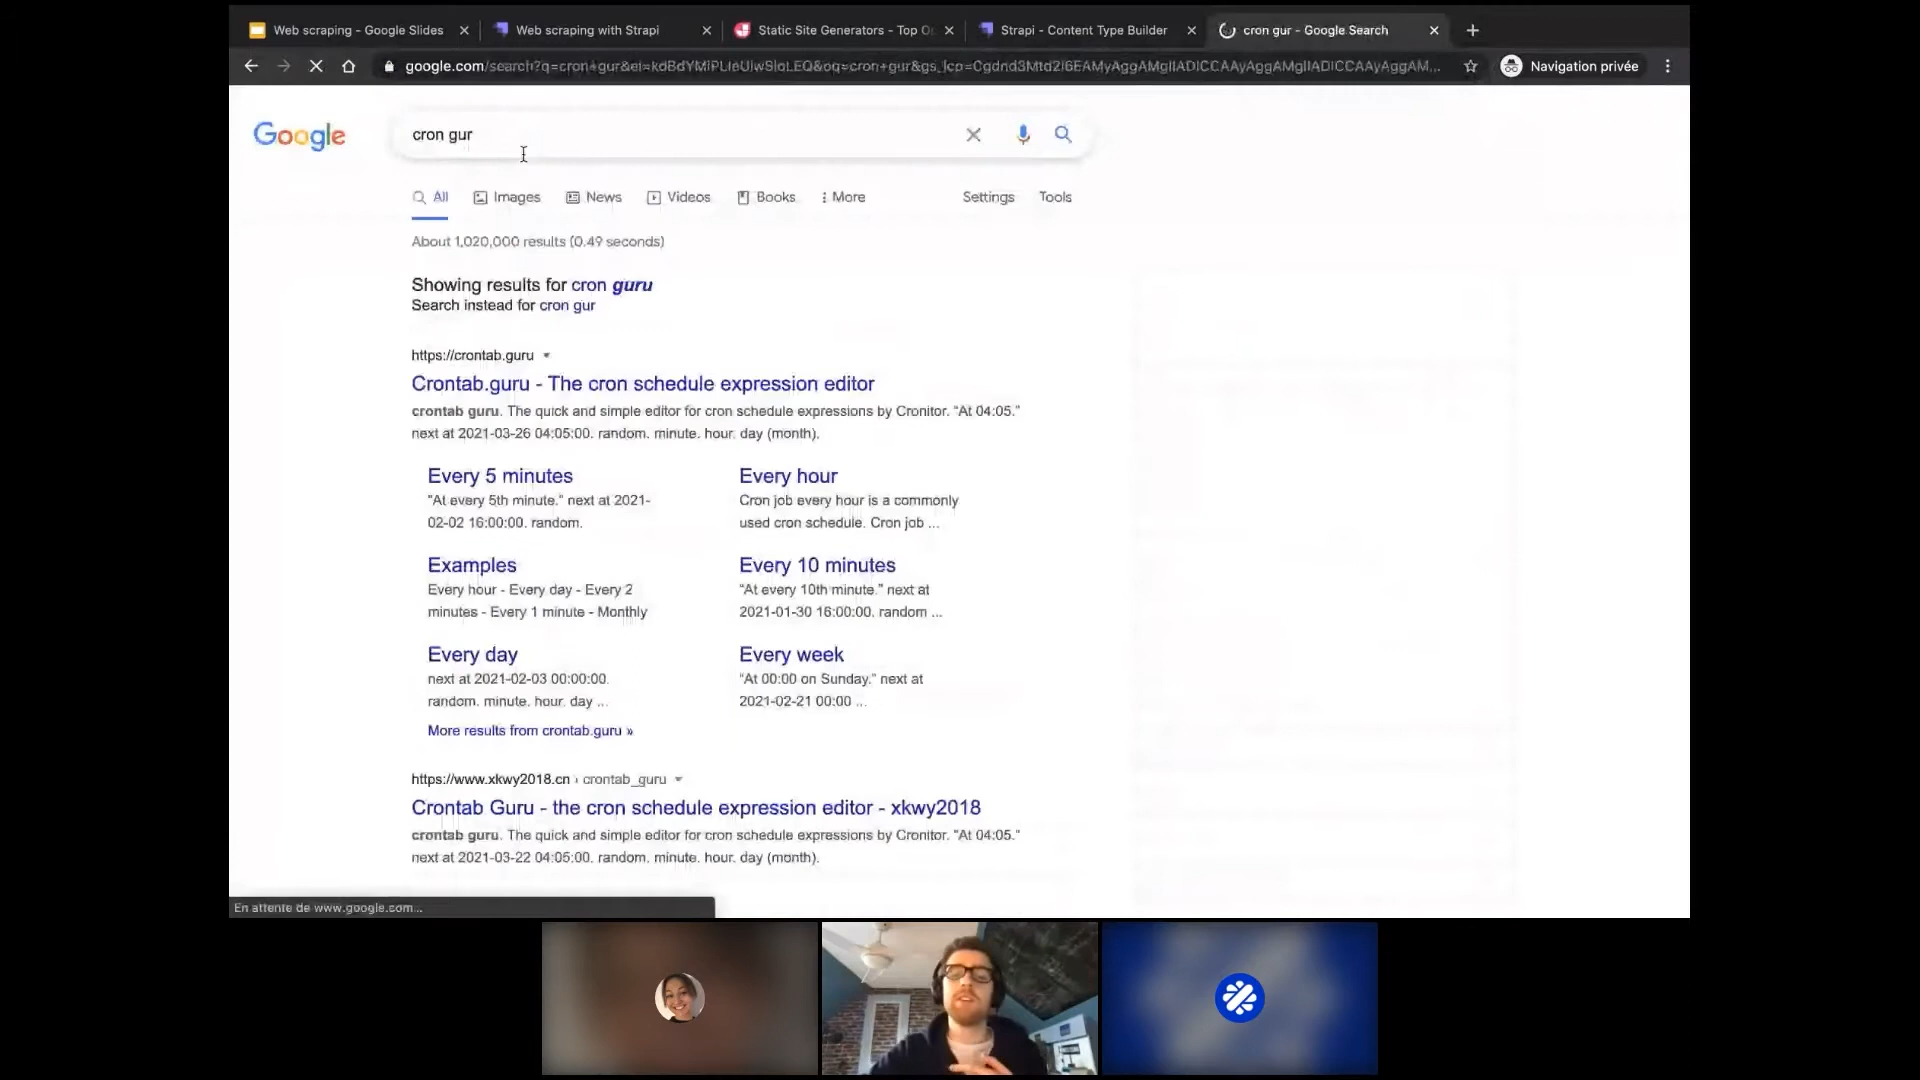 Web scraping - Google Slides
Web scraping with Strapi
Static Site Generators - Top O
Strapi - Content Type Builder
cron gur - Google Search
google.com/search?q=cron+gur&ei=
Navigation privée
Google
cron gur
All
Images
News
Videos
Books
More
Settings
Tools
About 1,020,000 results (0.49 seconds)
Showing results for cron guru
Search instead for cron gur
https://crontab.guru
Crontab.guru - The cron schedule expression editor
crontab guru. The quick and simple editor for cron schedule expressions by Cronitor. “At 04:05.”
next at 2021-03-26 04:05:00. random. minute. hour. day (month).
Every 5 minutes
"At every 5th minute." next at 2021-
02-02 16:00:00. random.
Every hour
Cron job every hour is a commonly
used cron schedule. Cron job ...
Examples
Every hour - Every day - Every 2
minutes - Every 1 minute - Monthly
Every 10 minutes
“At every 10th minute.” next at
2021-01-30 16:00:00. random ...
Every day
next at 2021-02-03 00:00:00.
random. minute. hour. day ...
Every week
“At 00:00 on Sunday.” next at
2021-02-21 00:00 ...
More results from crontab.guru »
https://www.xkwy2018.cn › crontab_guru
Crontab Guru - the cron schedule expression editor - xkwy2018
crontab guru. The quick and simple editor for cron schedule expressions by Cronitor. “At 04:05.”
next at 2021-03-22 04:05:00. random. minute. hour. day (month).
En attente de www.google.com...